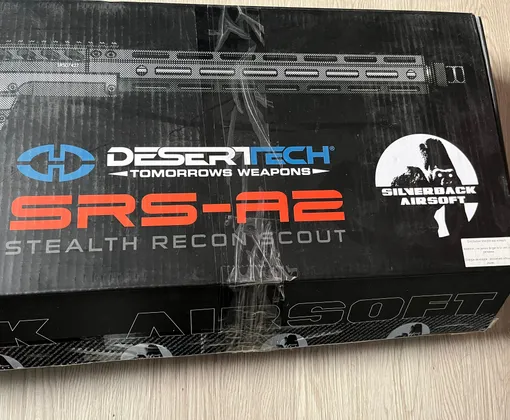 DESERTTECH®
TOMORROWS WEAPONS
SRS-A2
STEALTH RECON SCOUT
SILVERBACK
AIRSOFT
K AIRSOFT